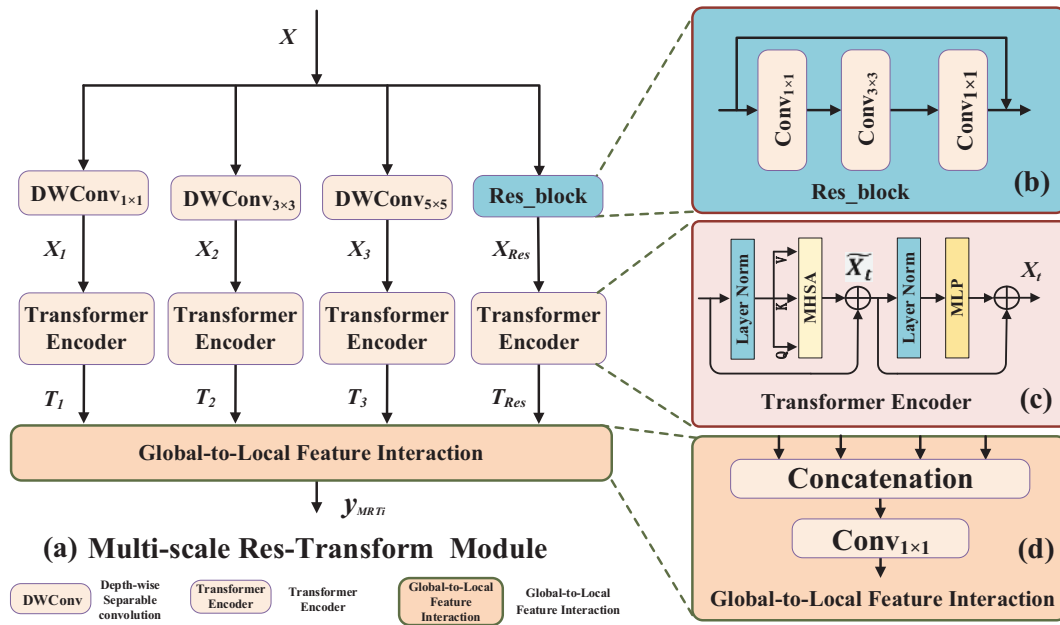 X
DWConv1×1
DWConv3×3
DWConv5×5
Res_block
X1
X2
X3
XRes
Transformer
Encoder
Transformer
Encoder
Transformer
Encoder
Transformer
Encoder
T1
T2
T3
TRes
Global-to-Local Feature Interaction
yMRTi
(a) Multi-scale Res-Transform Module
DWConv
Depth-wise
Separable
convolution
Transformer
Encoder
Transformer
Encoder
Global-to-Local
Feature
Interaction
Global-to-Local
Feature Interaction
Conv1×1
Conv3×3
Conv1×1
Res_block
(b)
Layer Norm
V
K
Q
MHSA
X̃t
Layer Norm
MLP
Xt
Transformer Encoder
(c)
Concatenation
Conv1×1
(d)
Global-to-Local Feature Interaction